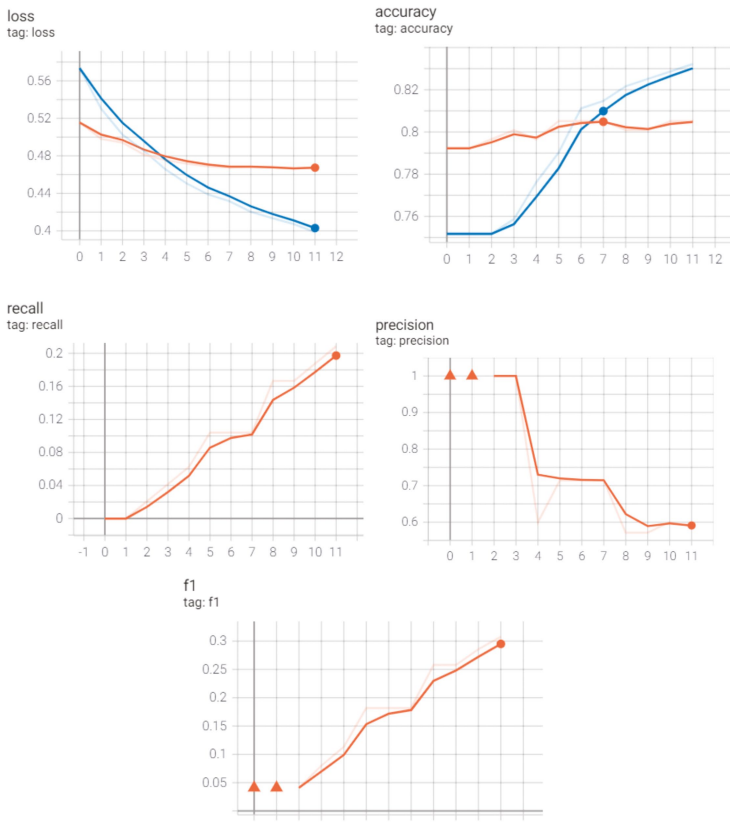 loss
tag: loss
0.56
0.52
0.48
0.44
0.4
0 1 2 3 4 5 6 7 8 9 10 11 12
accuracy
tag: accuracy
0.82
0.8
0.78
0.76
0 1 2 3 4 5 6 7 8 9 10 11 12
recall
tag: recall
0.2
0.16
0.12
0.08
0.04
0
-1 0 1 2 3 4 5 6 7 8 9 10 11
precision
tag: precision
1
0.9
0.8
0.7
0.6
0 1 2 3 4 5 6 7 8 9 10 11
f1
tag: f1
0.3
0.25
0.2
0.15
0.1
0.05